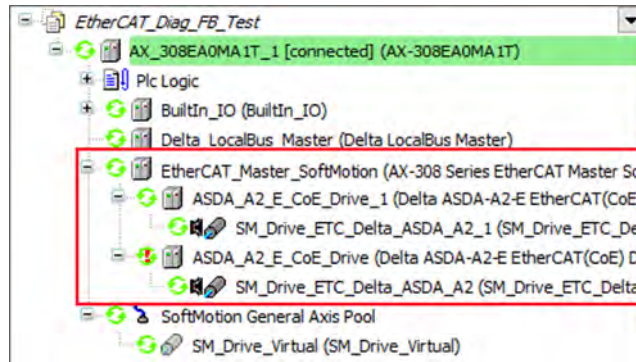 EtherCAT_Diag_FB_Test
AX_308EA0MA1T_1 [connected] (AX-308EA0MA1T)
Plc Logic
BuiltIn_IO (BuiltIn_IO)
Delta_LocalBus_Master (Delta LocalBus Master)
EtherCAT_Master_SoftMotion (AX-308 Series EtherCAT Master So
ASDA_A2_E_CoE_Drive_1 (Delta ASDA-A2-E EtherCAT(CoE
SM_Drive_ETC_Delta_ASDA_A2_1 (SM_Drive_ETC_De
ASDA_A2_E_CoE_Drive (Delta ASDA-A2-E EtherCAT(CoE) D
SM_Drive_ETC_Delta_ASDA_A2 (SM_Drive_ETC_Delta
SoftMotion General Axis Pool
SM_Drive_Virtual (SM_Drive_Virtual)